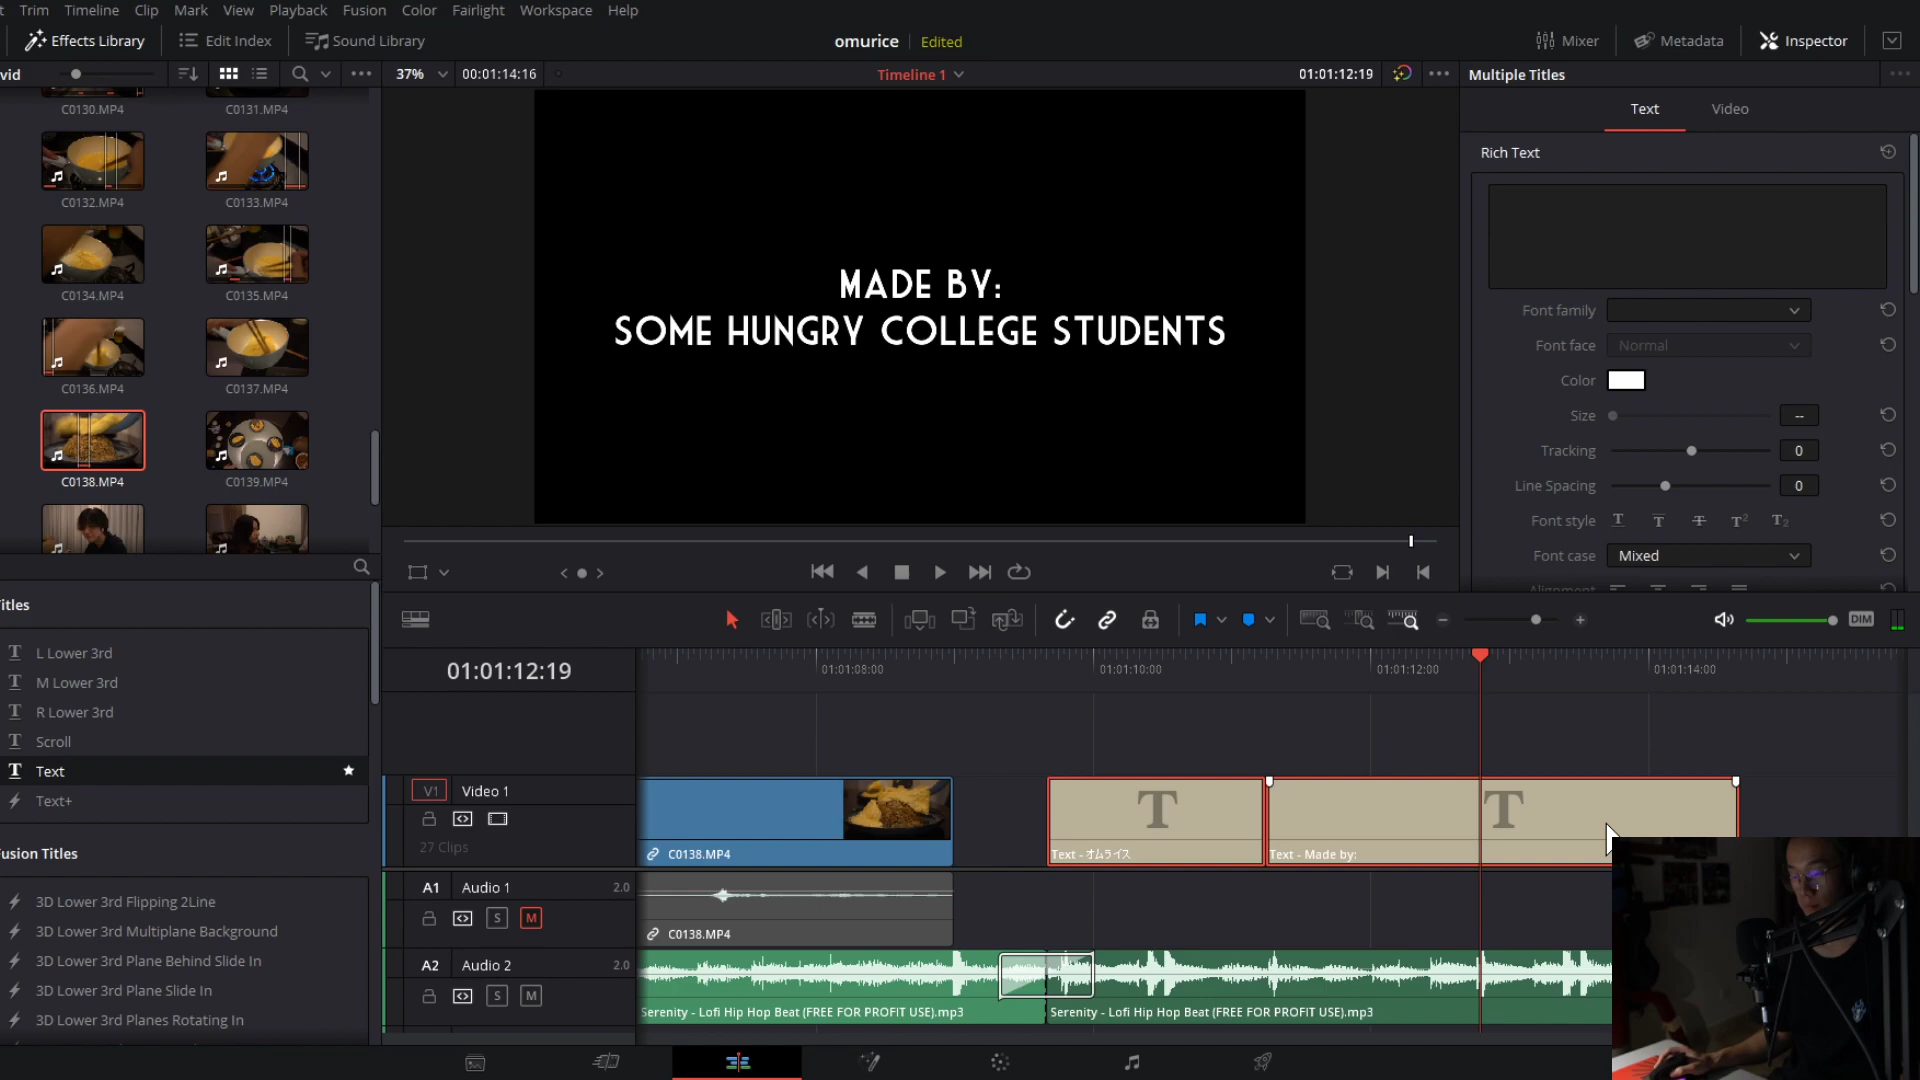 Trim Timeline Clip Mark View Playback Fusion Color Fairlight Workspace Help
Effects Library Edit Index Sound Library omurice Edited Mixer Metadata Inspector
vid 37% 00:01:14:16 Timeline 1 01:01:12:19 Multiple Titles
Text Video
C0130.MP4 C0131.MP4
Rich Text
C0132.MP4 C0133.MP4
MADE BY:
SOME HUNGRY COLLEGE STUDENTS
C0134.MP4 C0135.MP4
Font family
Font face Normal
Color
C0136.MP4 C0137.MP4
Size --
Tracking 0
C0138.MP4 C0139.MP4
Line Spacing 0
Font style T T T T2 T2
Font case Mixed
Alignment
itles
L Lower 3rd
M Lower 3rd
R Lower 3rd
Scroll
Text
Text+
usion Titles
3D Lower 3rd Flipping 2Line
3D Lower 3rd Multiplane Background
3D Lower 3rd Plane Behind Slide In
3D Lower 3rd Plane Slide In
3D Lower 3rd Planes Rotating In
DIM
01:01:12:19 01:01:08:00 01:01:10:00 01:01:12:00 01:01:14:00
V1 Video 1
27 Clips
C0138.MP4 Text - オムライス Text - Made by:
A1 Audio 1 2.0
S M
C0138.MP4
A2 Audio 2 2.0
S M
Serenity - Lofi Hip Hop Beat (FREE FOR PROFIT USE).mp3 Serenity - Lofi Hip Hop Beat (FREE FOR PROFIT USE).mp3